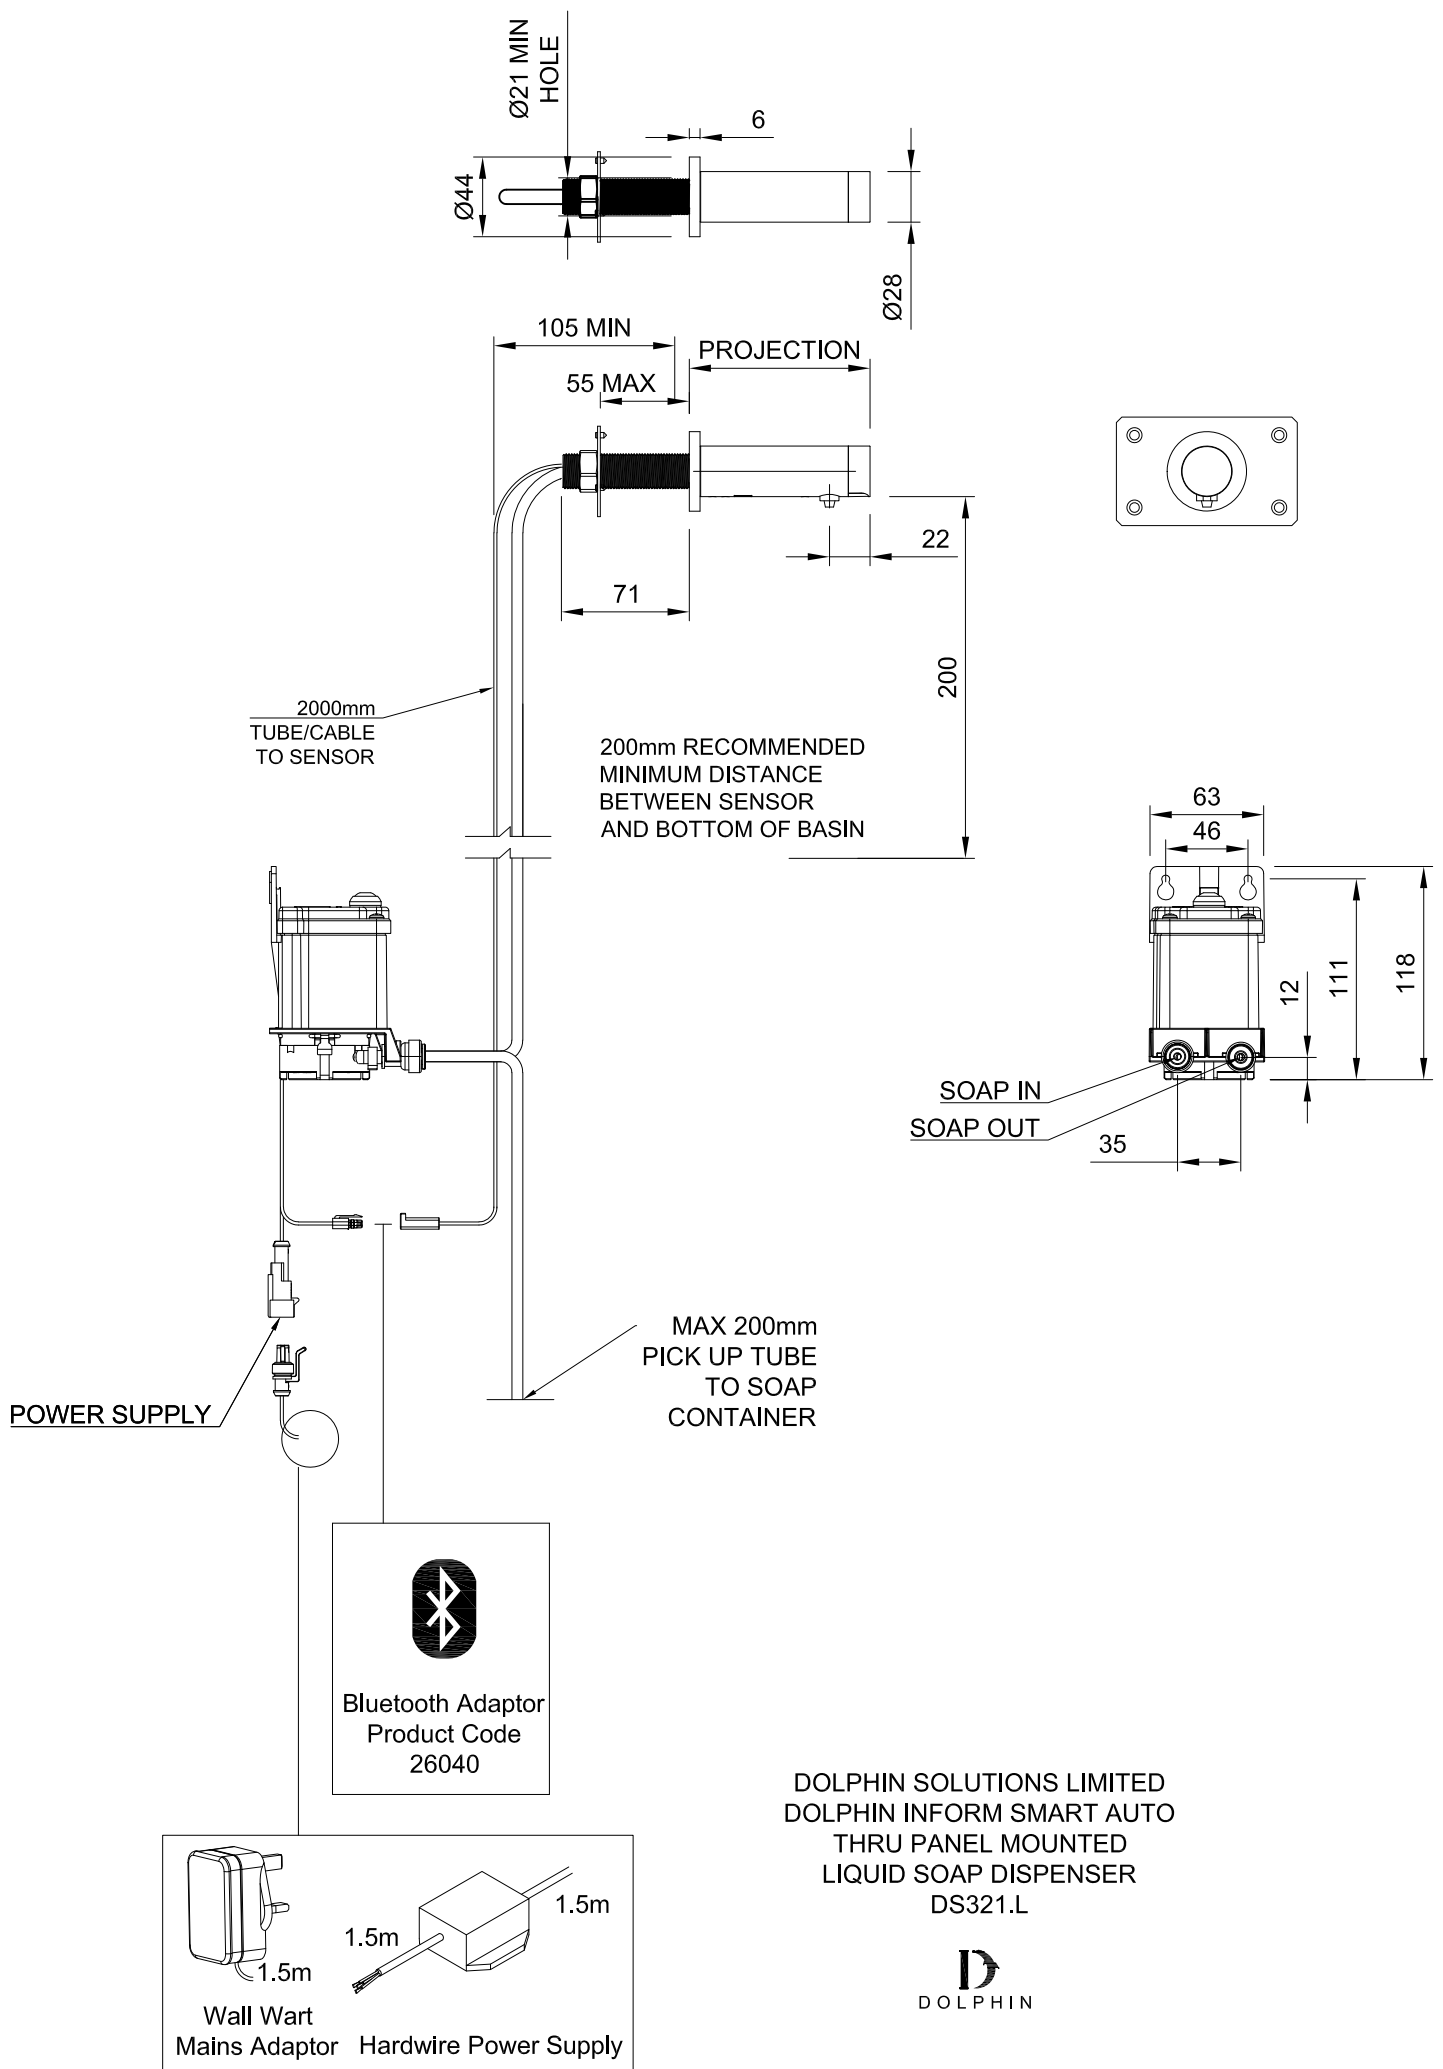 Ø21 MIN
HOLE
6
Ø44
Ø28
105 MIN
PROJECTION
55 MAX
22
71
200
2000mm
TUBE/CABLE
TO SENSOR
200mm RECOMMENDED
MINIMUM DISTANCE
BETWEEN SENSOR
AND BOTTOM OF BASIN
63
46
12
111
118
SOAP IN
SOAP OUT
35
MAX 200mm
PICK UP TUBE
TO SOAP
CONTAINER
POWER SUPPLY
Bluetooth Adaptor
Product Code
26040
1.5m
1.5m
1.5m
Wall Wart
Mains Adaptor
Hardwire Power Supply
DOLPHIN SOLUTIONS LIMITED
DOLPHIN INFORM SMART AUTO
THRU PANEL MOUNTED
LIQUID SOAP DISPENSER
DS321.L
DOLPHIN